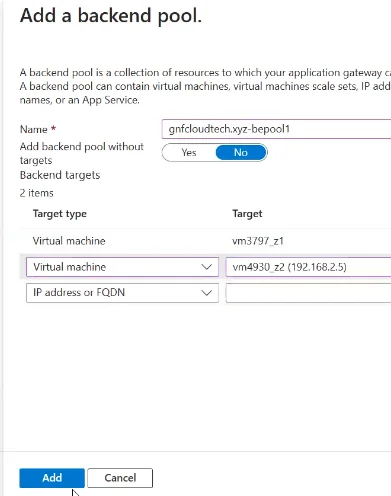 Add a backend pool.
A backend pool is a collection of resources to which your application gateway
A backend pool can contain virtual machines, virtual machines scale sets, IP
names, or an App Service.
Name * gnfcloudtech.xyz-bepool1
Add backend pool without targets Yes No
Backend targets
2 items
Target type Target
Virtual machine vm3797_z1
Virtual machine vm4930_z2 (192.168.2.5)
IP address or FQDN
Add Cancel